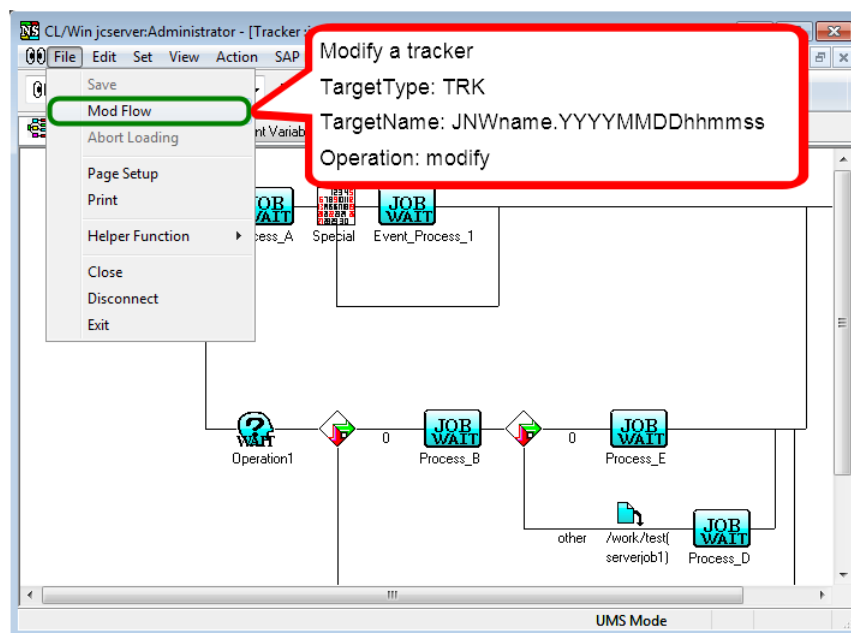 CL/Win jcserver:Administrator - [Tracker
File Edit Set View Action SAP
Modify a tracker
TargetType: TRK
TargetName: JNWname.YYYYMMDDhhmmss
Operation: modify
Save
Mod Flow
Abort Loading
Page Setup
Print
Helper Function
Close
Disconnect
Exit
nt Variab
JOB
WAIT
cess_A
Special
JOB
WAIT
Event_Process_1
WAIT
Operation1
0
JOB
WAIT
Process_B
0
JOB
WAIT
Process_E
other
/work/test(
serverjob1)
JOB
WAIT
Process_D
UMS Mode